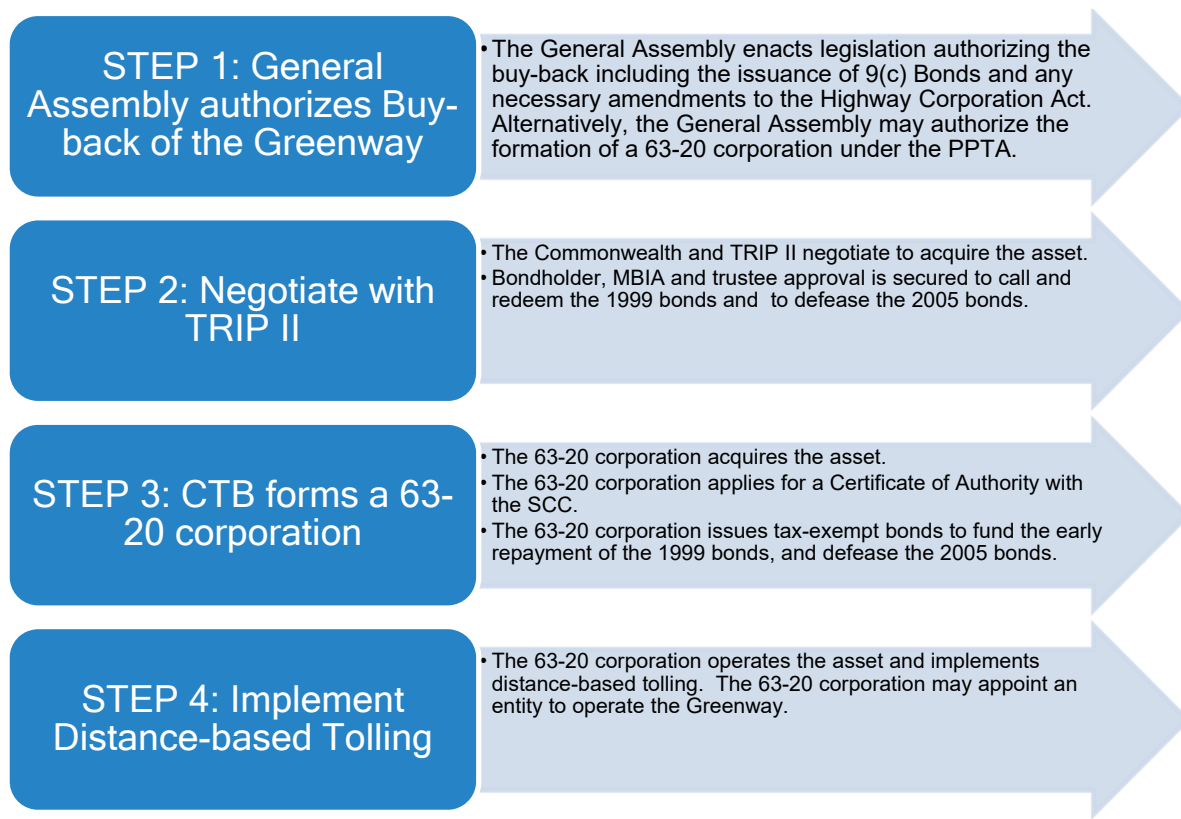 STEP 1: General
Assembly authorizes Buy-
back of the Greenway
• The General Assembly enacts legislation authorizing the
buy-back including the issuance of 9(c) Bonds and any
necessary amendments to the Highway Corporation Act.
Alternatively, the General Assembly may authorize the
formation of a 63-20 corporation under the PPTA.
STEP 2: Negotiate with
TRIP II
• The Commonwealth and TRIP II negotiate to acquire the asset.
• Bondholder, MBIA and trustee approval is secured to call and
redeem the 1999 bonds and  to defease the 2005 bonds.
STEP 3: CTB forms a 63-
20 corporation
• The 63-20 corporation acquires the asset.
• The 63-20 corporation applies for a Certificate of Authority with
the SCC.
• The 63-20 corporation issues tax-exempt bonds to fund the early
repayment of the 1999 bonds, and defease the 2005 bonds.
STEP 4: Implement
Distance-based Tolling
• The 63-20 corporation operates the asset and implements
distance-based tolling.  The 63-20 corporation may appoint an
entity to operate the Greenway.